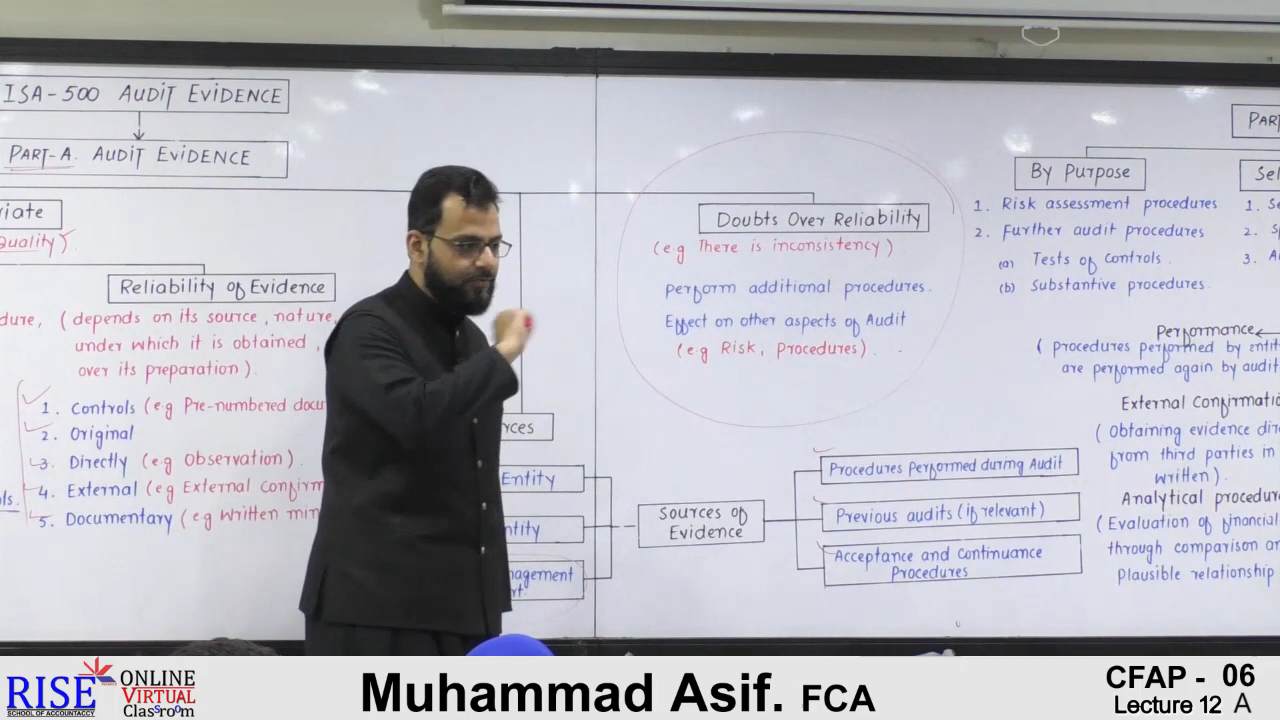 ISA-500 AUDIT EVIDENCE
PART-A. AUDIT EVIDENCE
iate
Quality)
Reliability of Evidence
dure, (depends on its source, nature,
under which it is obtained,
over its preparation).
1. Controls (e.g Pre-numbered docu
2. Original
3. Directly (e.g Observation).
4. External (e.g External confirm
5. Documentary (e.g written min
ls.
rces
Entity
ntity
nagement
rt.
Sources of
Evidence
Doubts Over Reliability
(e.g There is inconsistency)
perform additional procedures.
Effect on other aspects of Audit
(e.g Risk, Procedures).
Procedures Performed during Audit
Previous audits (if relevant)
Acceptance and Continuance
Procedures
PAR
By Purpose
1. Risk assessment procedures
2. Further audit procedures
(a) Tests of controls.
(b) Substantive procedures.
Sel
1. Se
2. S
3. A
Performance
( procedures performed by entit
are performed again by audit
External Confirmatio
( Obtaining evidence dir
from third parties in
written).
Analytical procedur
( Evaluation of financial
through comparison or
Plausible relationship
RISE
SCHOOL OF ACCOUNTANCY
ONLINE
VIRTUAL
Classroom
Muhammad Asif. FCA
CFAP - 06
Lecture 12 A